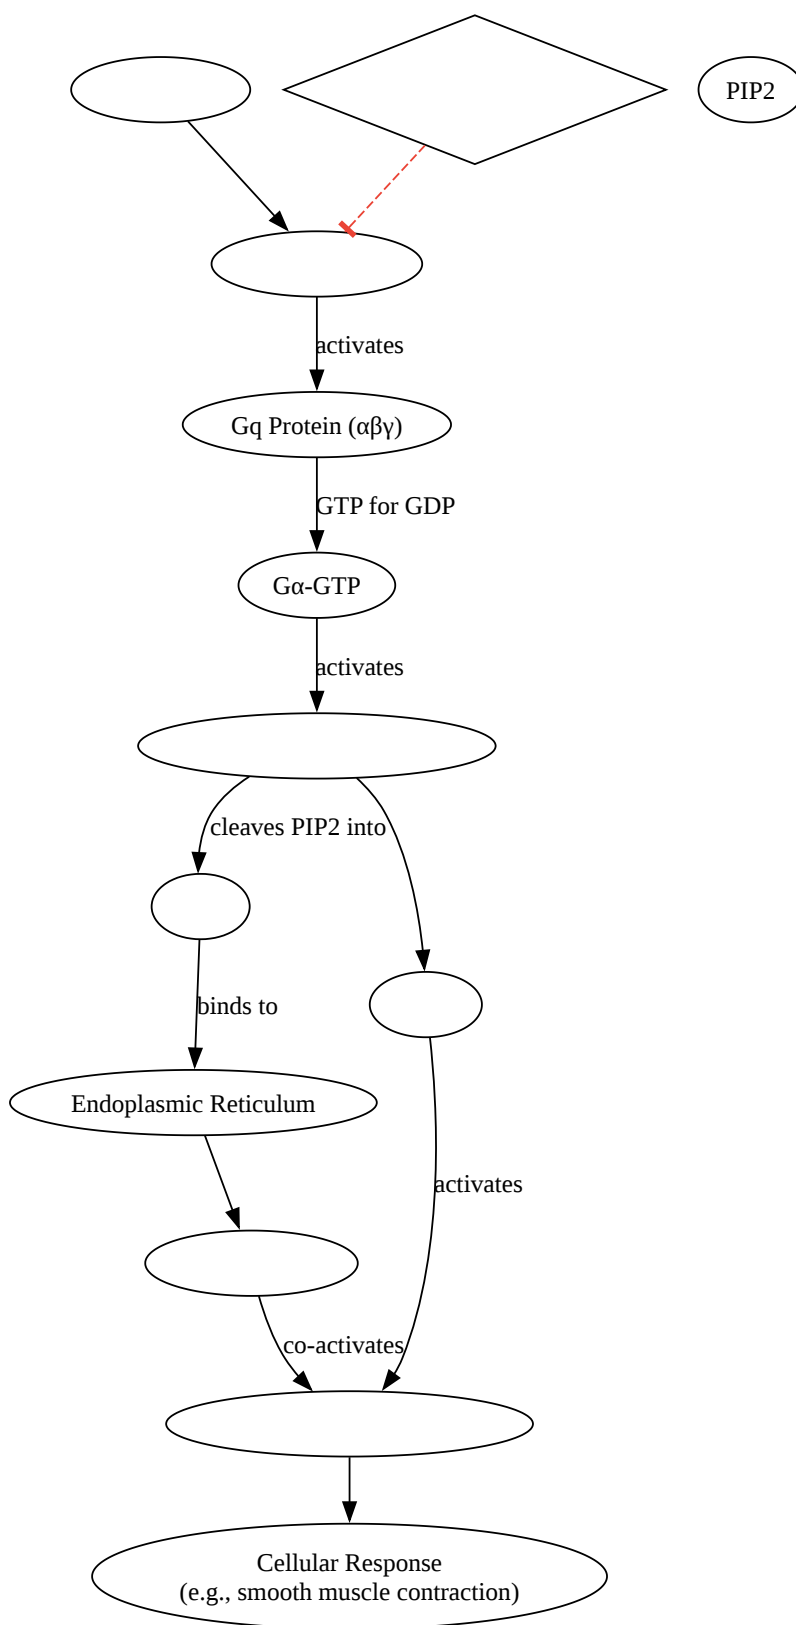 PIP2
activates
Gq Protein (αβγ)
GTP for GDP
Gα-GTP
activates
cleaves PIP2 into
binds to
Endoplasmic Reticulum
activates
co-activates
Cellular Response
(e.g., smooth muscle contraction)